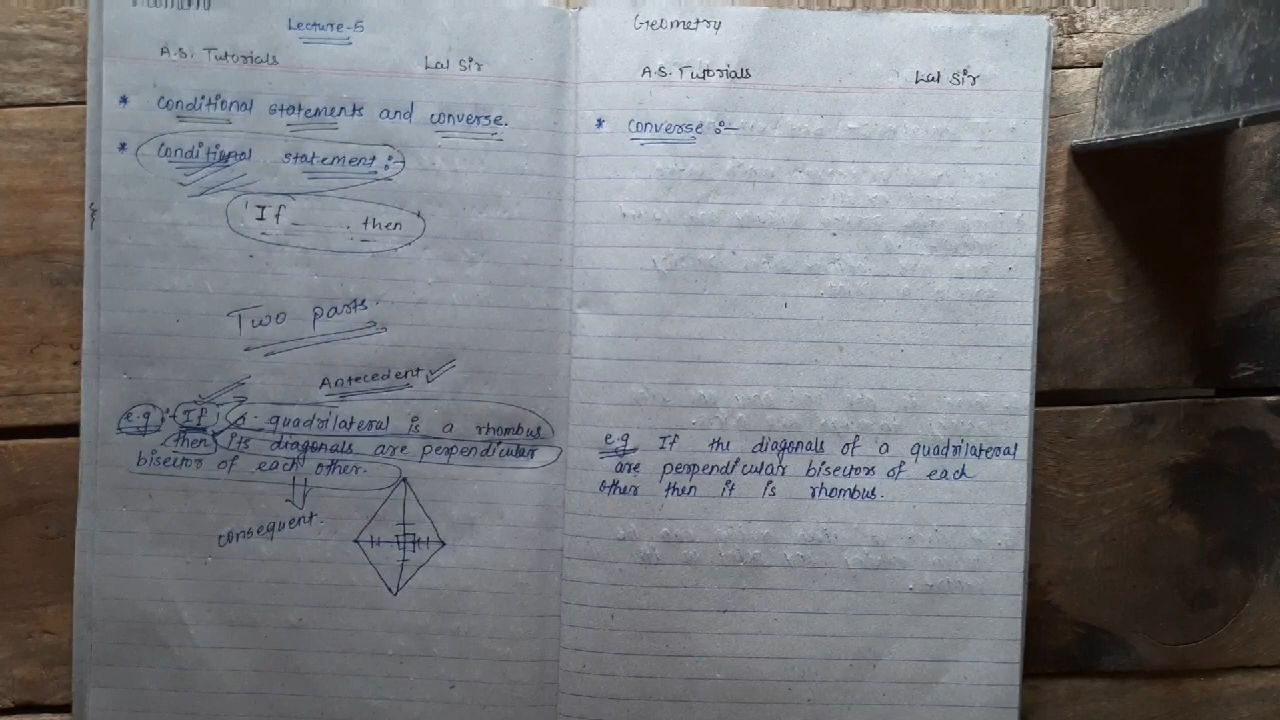 Lecture-5
A.S. Tutorials Lal Sir
* Conditional statements and converse.
* Conditional statement :-
'If ...... then'
Two parts.
Antecedent ✓
e.g :- If a quadrilateral is a rhombus
then its diagonals are perpendicular
bisector of each other.
consequent.
Geometry
A.S. Tutorials Lal Sir
* Converse :-
e.g If the diagonals of a quadrilateral
are perpendicular bisectors of each
other then it is rhombus.